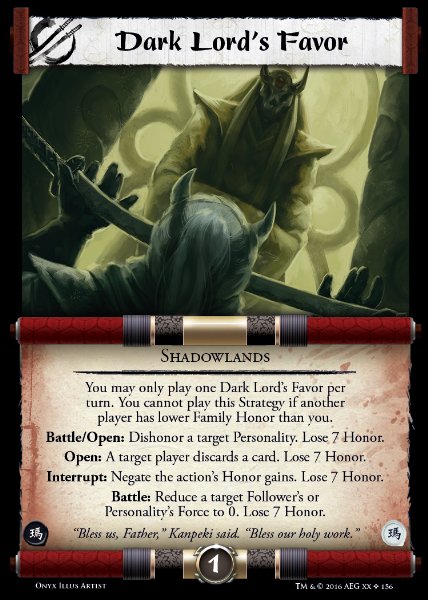 Dark Lord's Favor
Shadowlands
You may only play one Dark Lord's Favor per
turn. You cannot play this Strategy if another
player has lower Family Honor than you.
Battle/Open: Dishonor a target Personality. Lose 7 Honor.
Open: A target player discards a card. Lose 7 Honor.
Interrupt: Negate the action's Honor gains. Lose 7 Honor.
Battle: Reduce a target Follower's or
Personality's Force to 0. Lose 7 Honor.
"Bless us, Father," Kanpeki said. "Bless our holy work."
瑪 瑪
1
Onyx Illus Artist
TM & © 2016 AEG XX ❖ 156